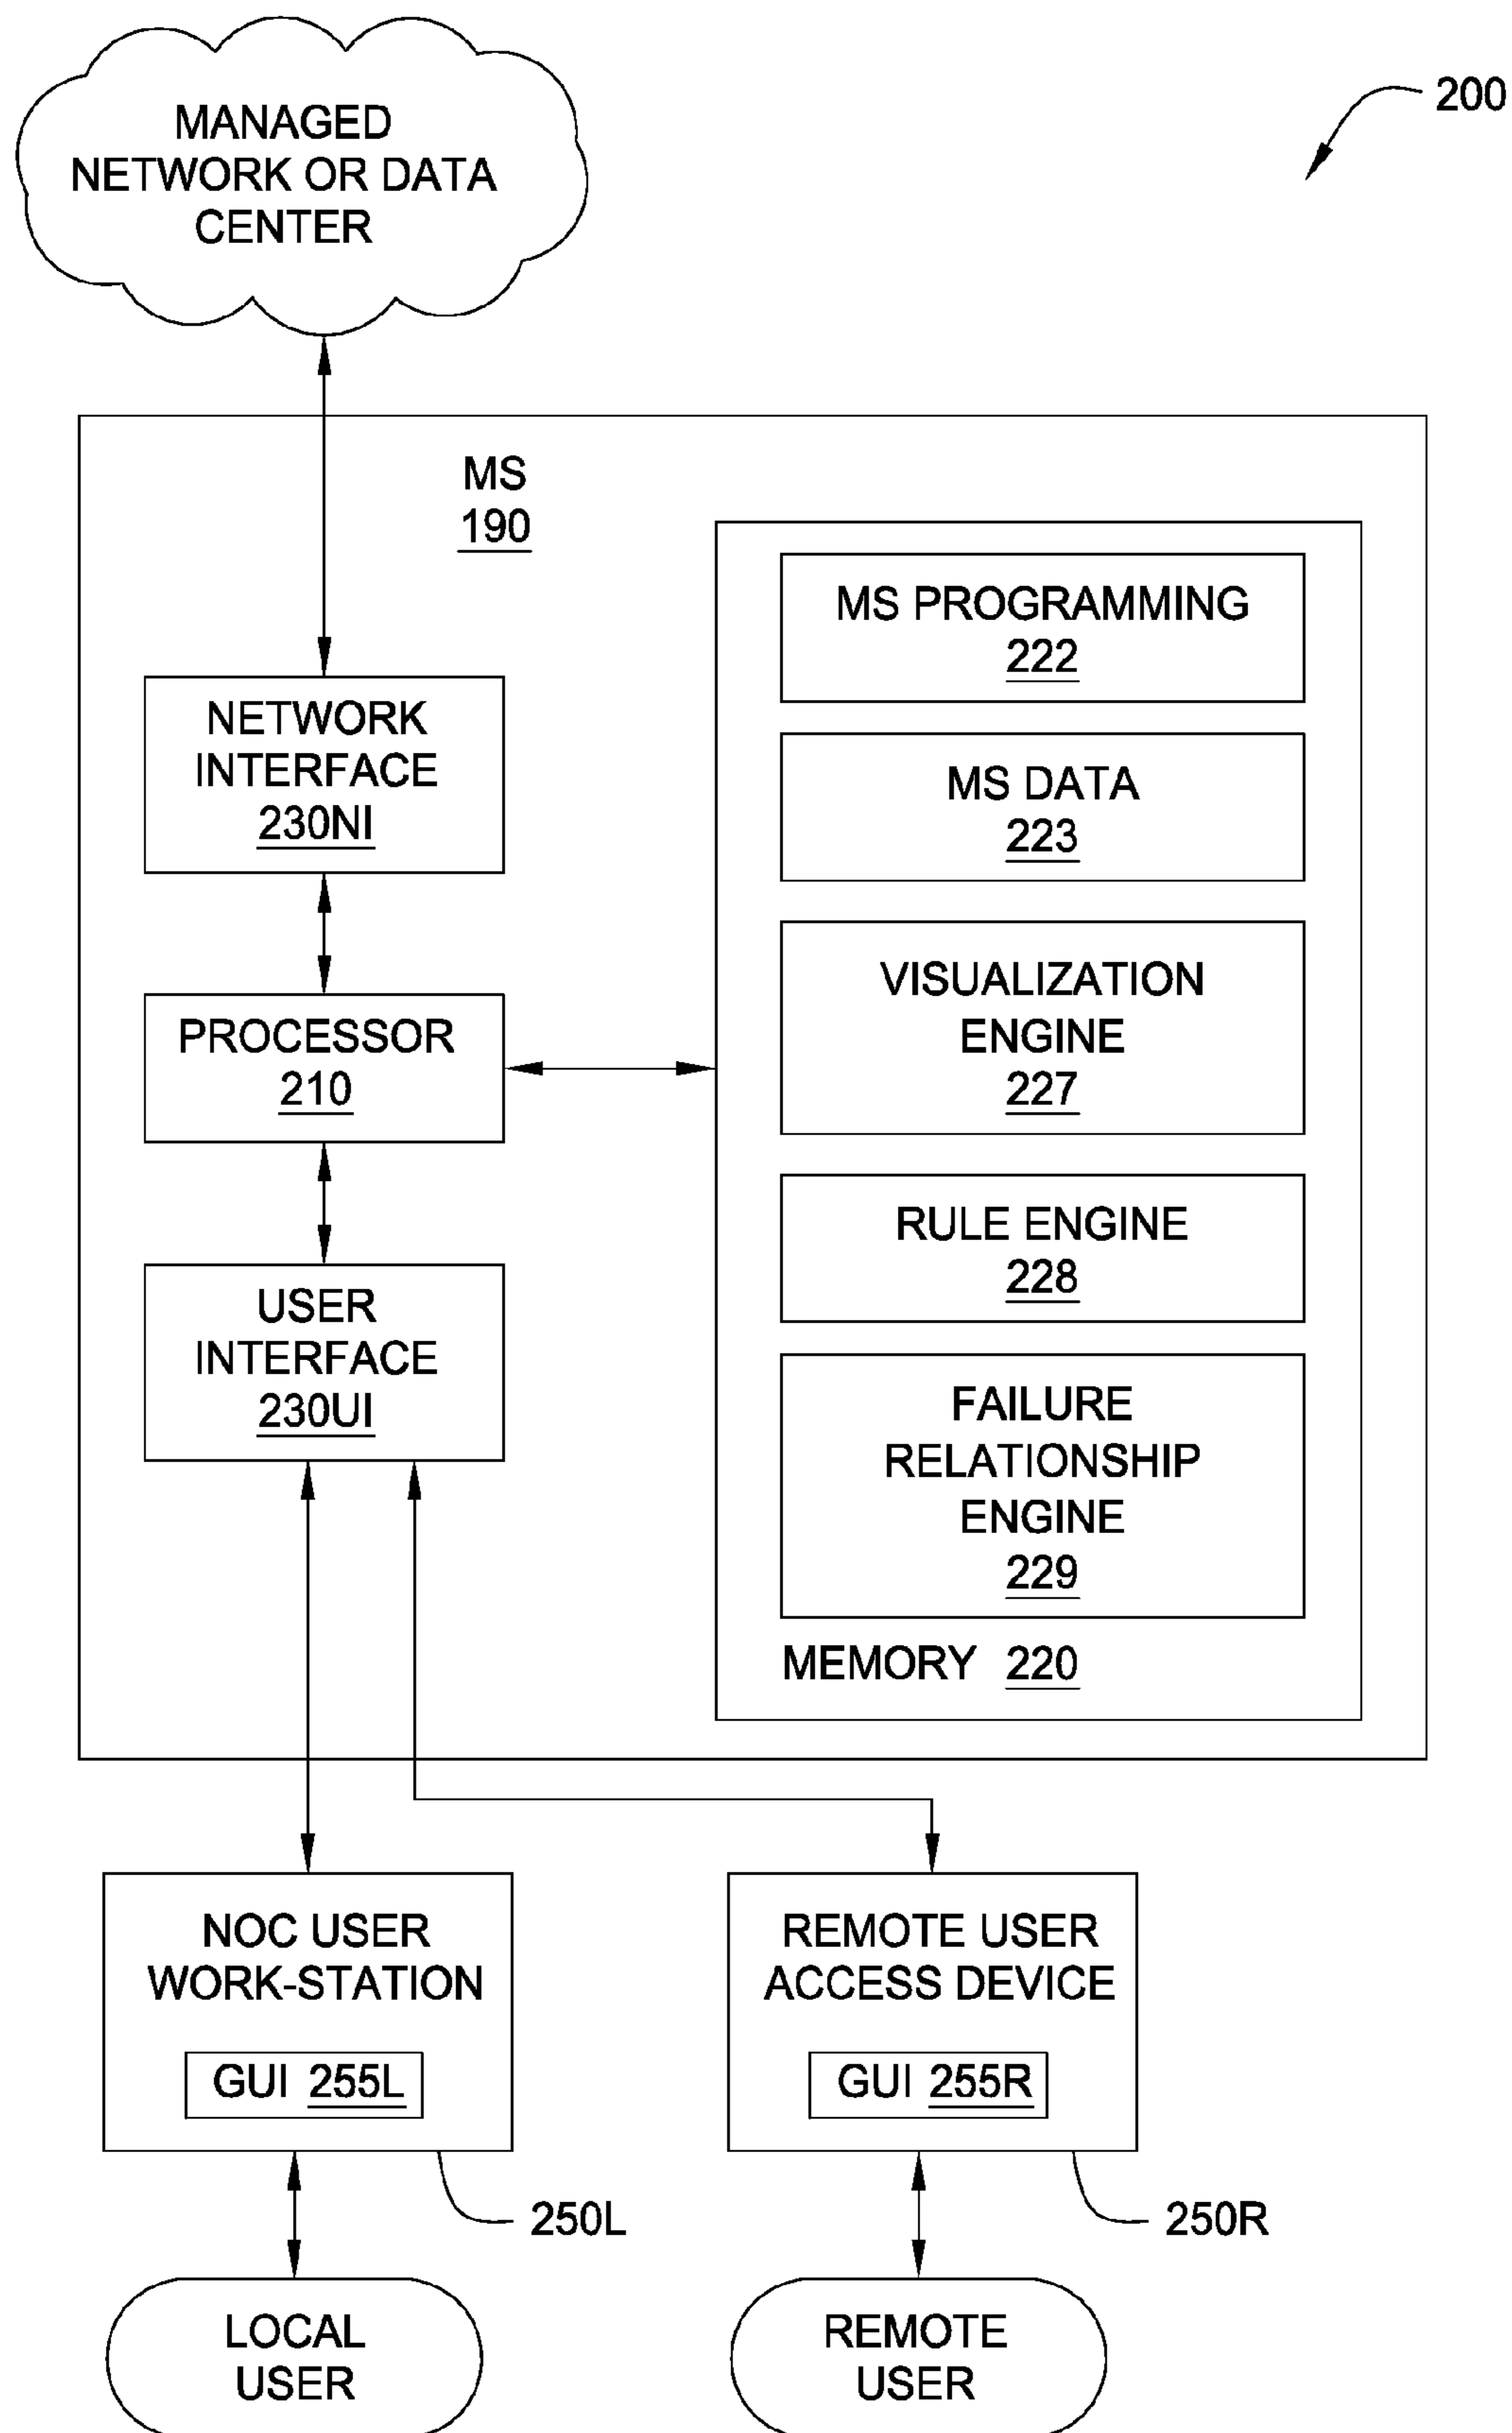 MANAGED
NETWORK OR DATA
CENTER
200
MS
190
NETWORK
INTERFACE
230NI
PROCESSOR
210
USER
INTERFACE
230UI
MS PROGRAMMING
222
MS DATA
223
VISUALIZATION
ENGINE
227
RULE ENGINE
228
FAILURE
RELATIONSHIP
ENGINE
229
MEMORY 220
NOC USER
WORK-STATION
GUI 255L
250L
REMOTE USER
ACCESS DEVICE
GUI 255R
250R
LOCAL
USER
REMOTE
USER